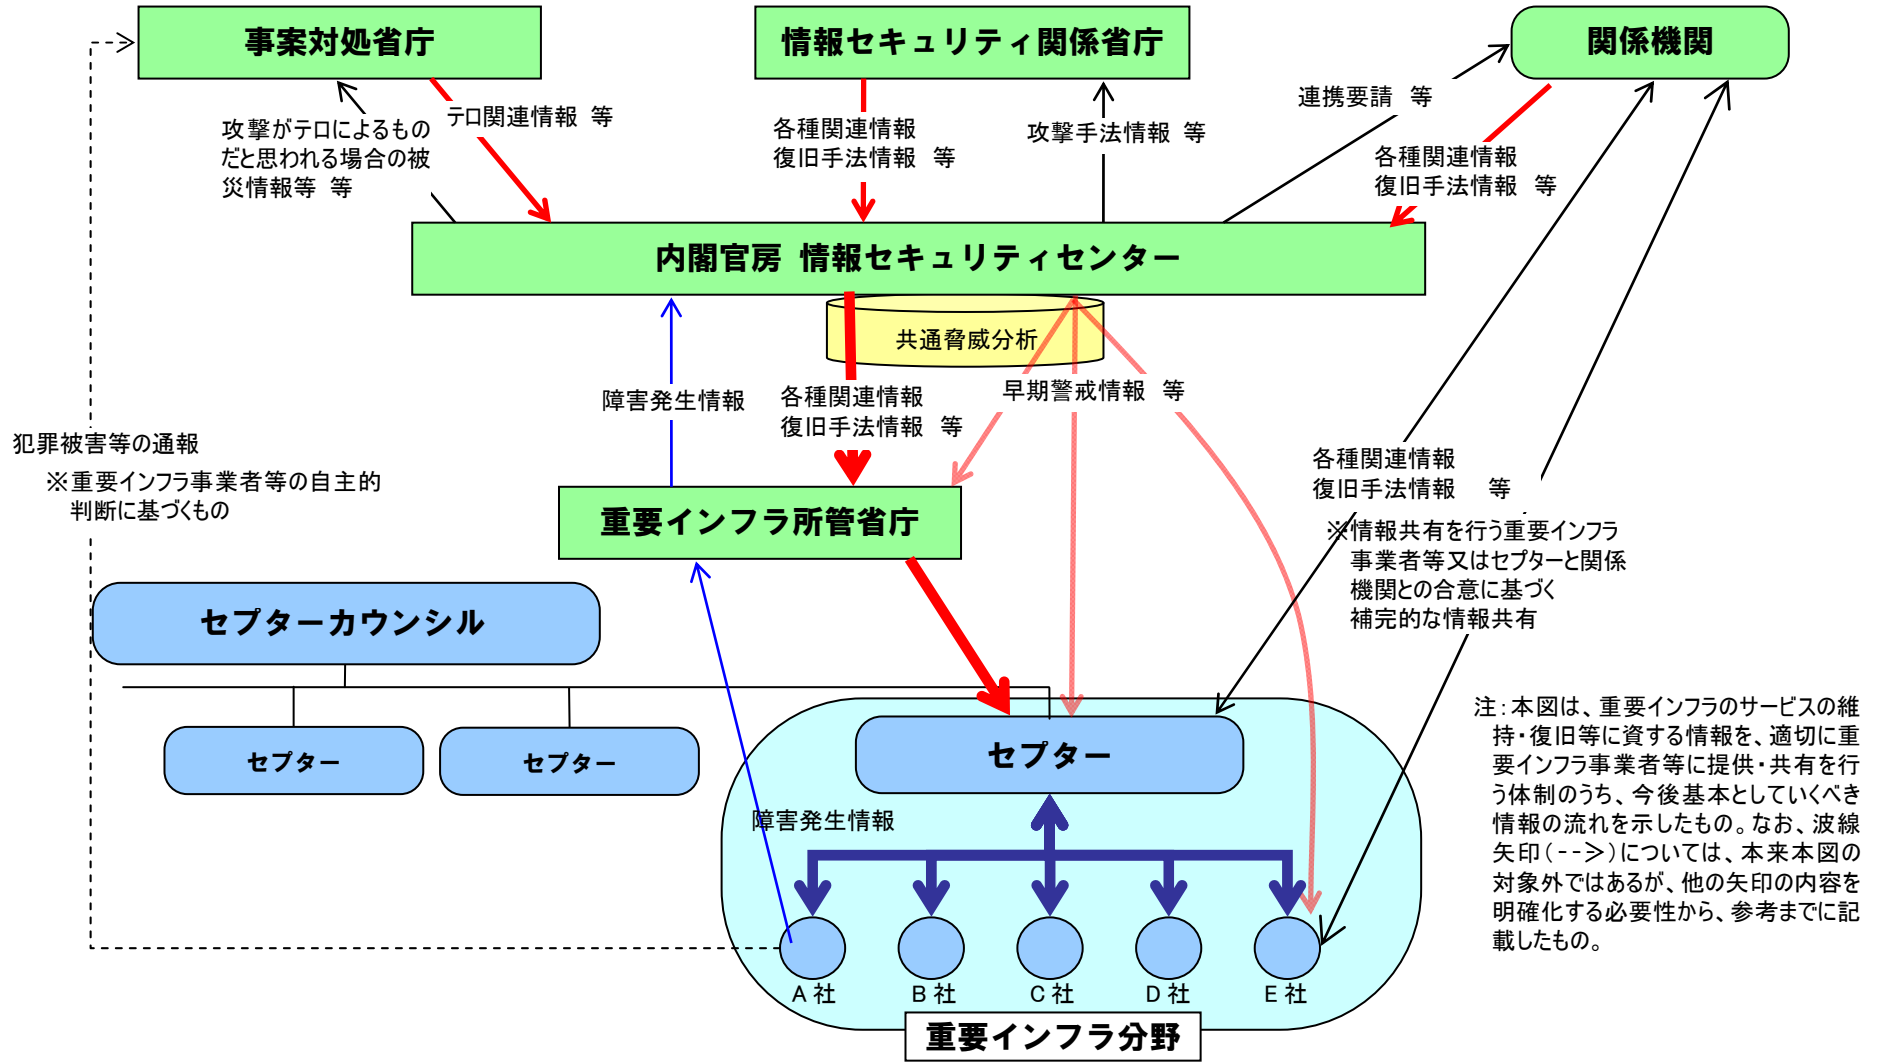 事案対処省庁
情報セキュリティ関係省庁
関係機関
攻撃がテロによるもの
だと思われる場合の被
災情報等 等
テロ関連情報 等
各種関連情報
復旧手法情報 等
攻撃手法情報 等
連携要請 等
各種関連情報
復旧手法情報 等
内閣官房 情報セキュリティセンター
共通脅威分析
障害発生情報
各種関連情報
復旧手法情報 等
早期警戒情報 等
犯罪被害等の通報
※重要インフラ事業者等の自主的
判断に基づくもの
各種関連情報
復旧手法情報 等
※情報共有を行う重要インフラ
事業者等又はセプターと関係
機関との合意に基づく
補完的な情報共有
重要インフラ所管省庁
セプターカウンシル
セプター
セプター
セプター
障害発生情報
A社
B社
C社
D社
E社
重要インフラ分野
注:本図は、重要インフラのサービスの維
持・復旧等に資する情報を、適切に重
要インフラ事業者等に提供・共有を行
う体制のうち、今後基本としていくべき
情報の流れを示したもの。なお、波線
矢印(-->)については、本来本図の
対象外ではあるが、他の矢印の内容を
明確化する必要性から、参考までに記
載したもの。